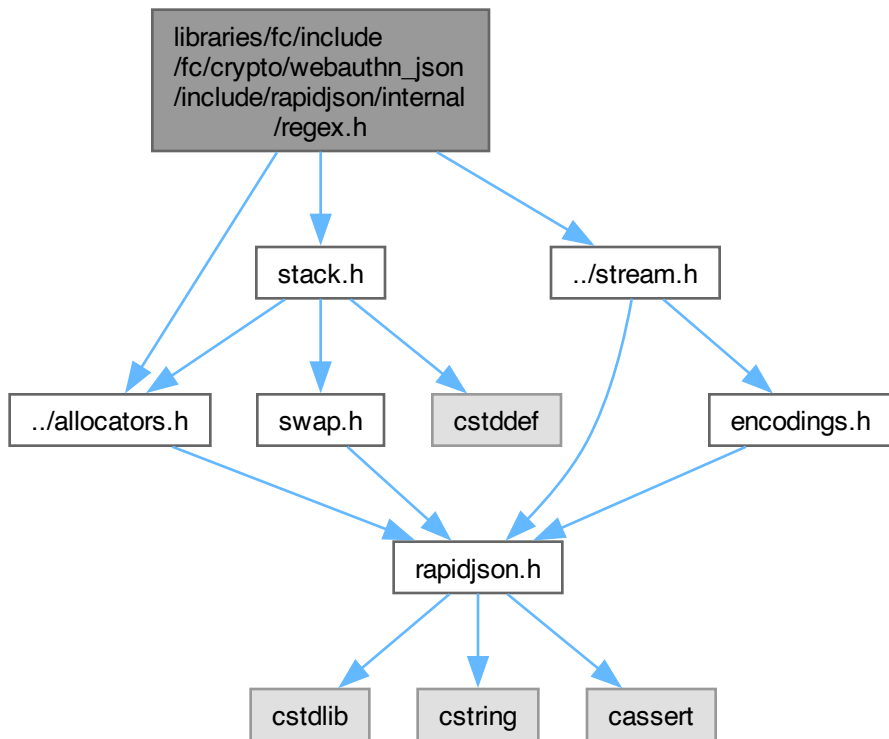 libraries/fc/include
/fc/crypto/webauthn_json
/include/rapidjson/internal
/regex.h
stack.h
../stream.h
../allocators.h
swap.h
cstddef
encodings.h
rapidjson.h
cstdlib
cstring
cassert